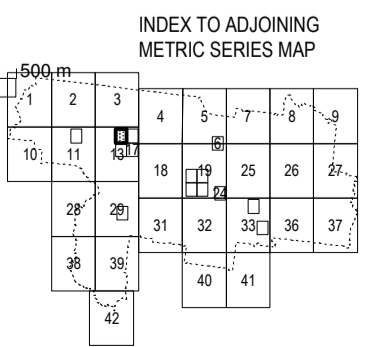 INDEX TO ADJOINING
METRIC SERIES MAP
500 m
1 2 3
4 5 7 8 9
6
10 11 13 17
18 19 25 26 27
24
28 29
31 32 33 36 37
38 39
40 41
42